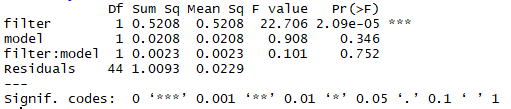 Df Sum Sq Mean Sq F value Pr(>F)
filter 1 0.5208 0.5208 22.706 2.09e-05 ***
model 1 0.0208 0.0208 0.908 0.346
filter:model 1 0.0023 0.0023 0.101 0.752
Residuals 44 1.0093 0.0229
---
Signif. codes: 0 ‘***’ 0.001 ‘**’ 0.01 ‘*’ 0.05 ‘.’ 0.1 ‘ ’ 1